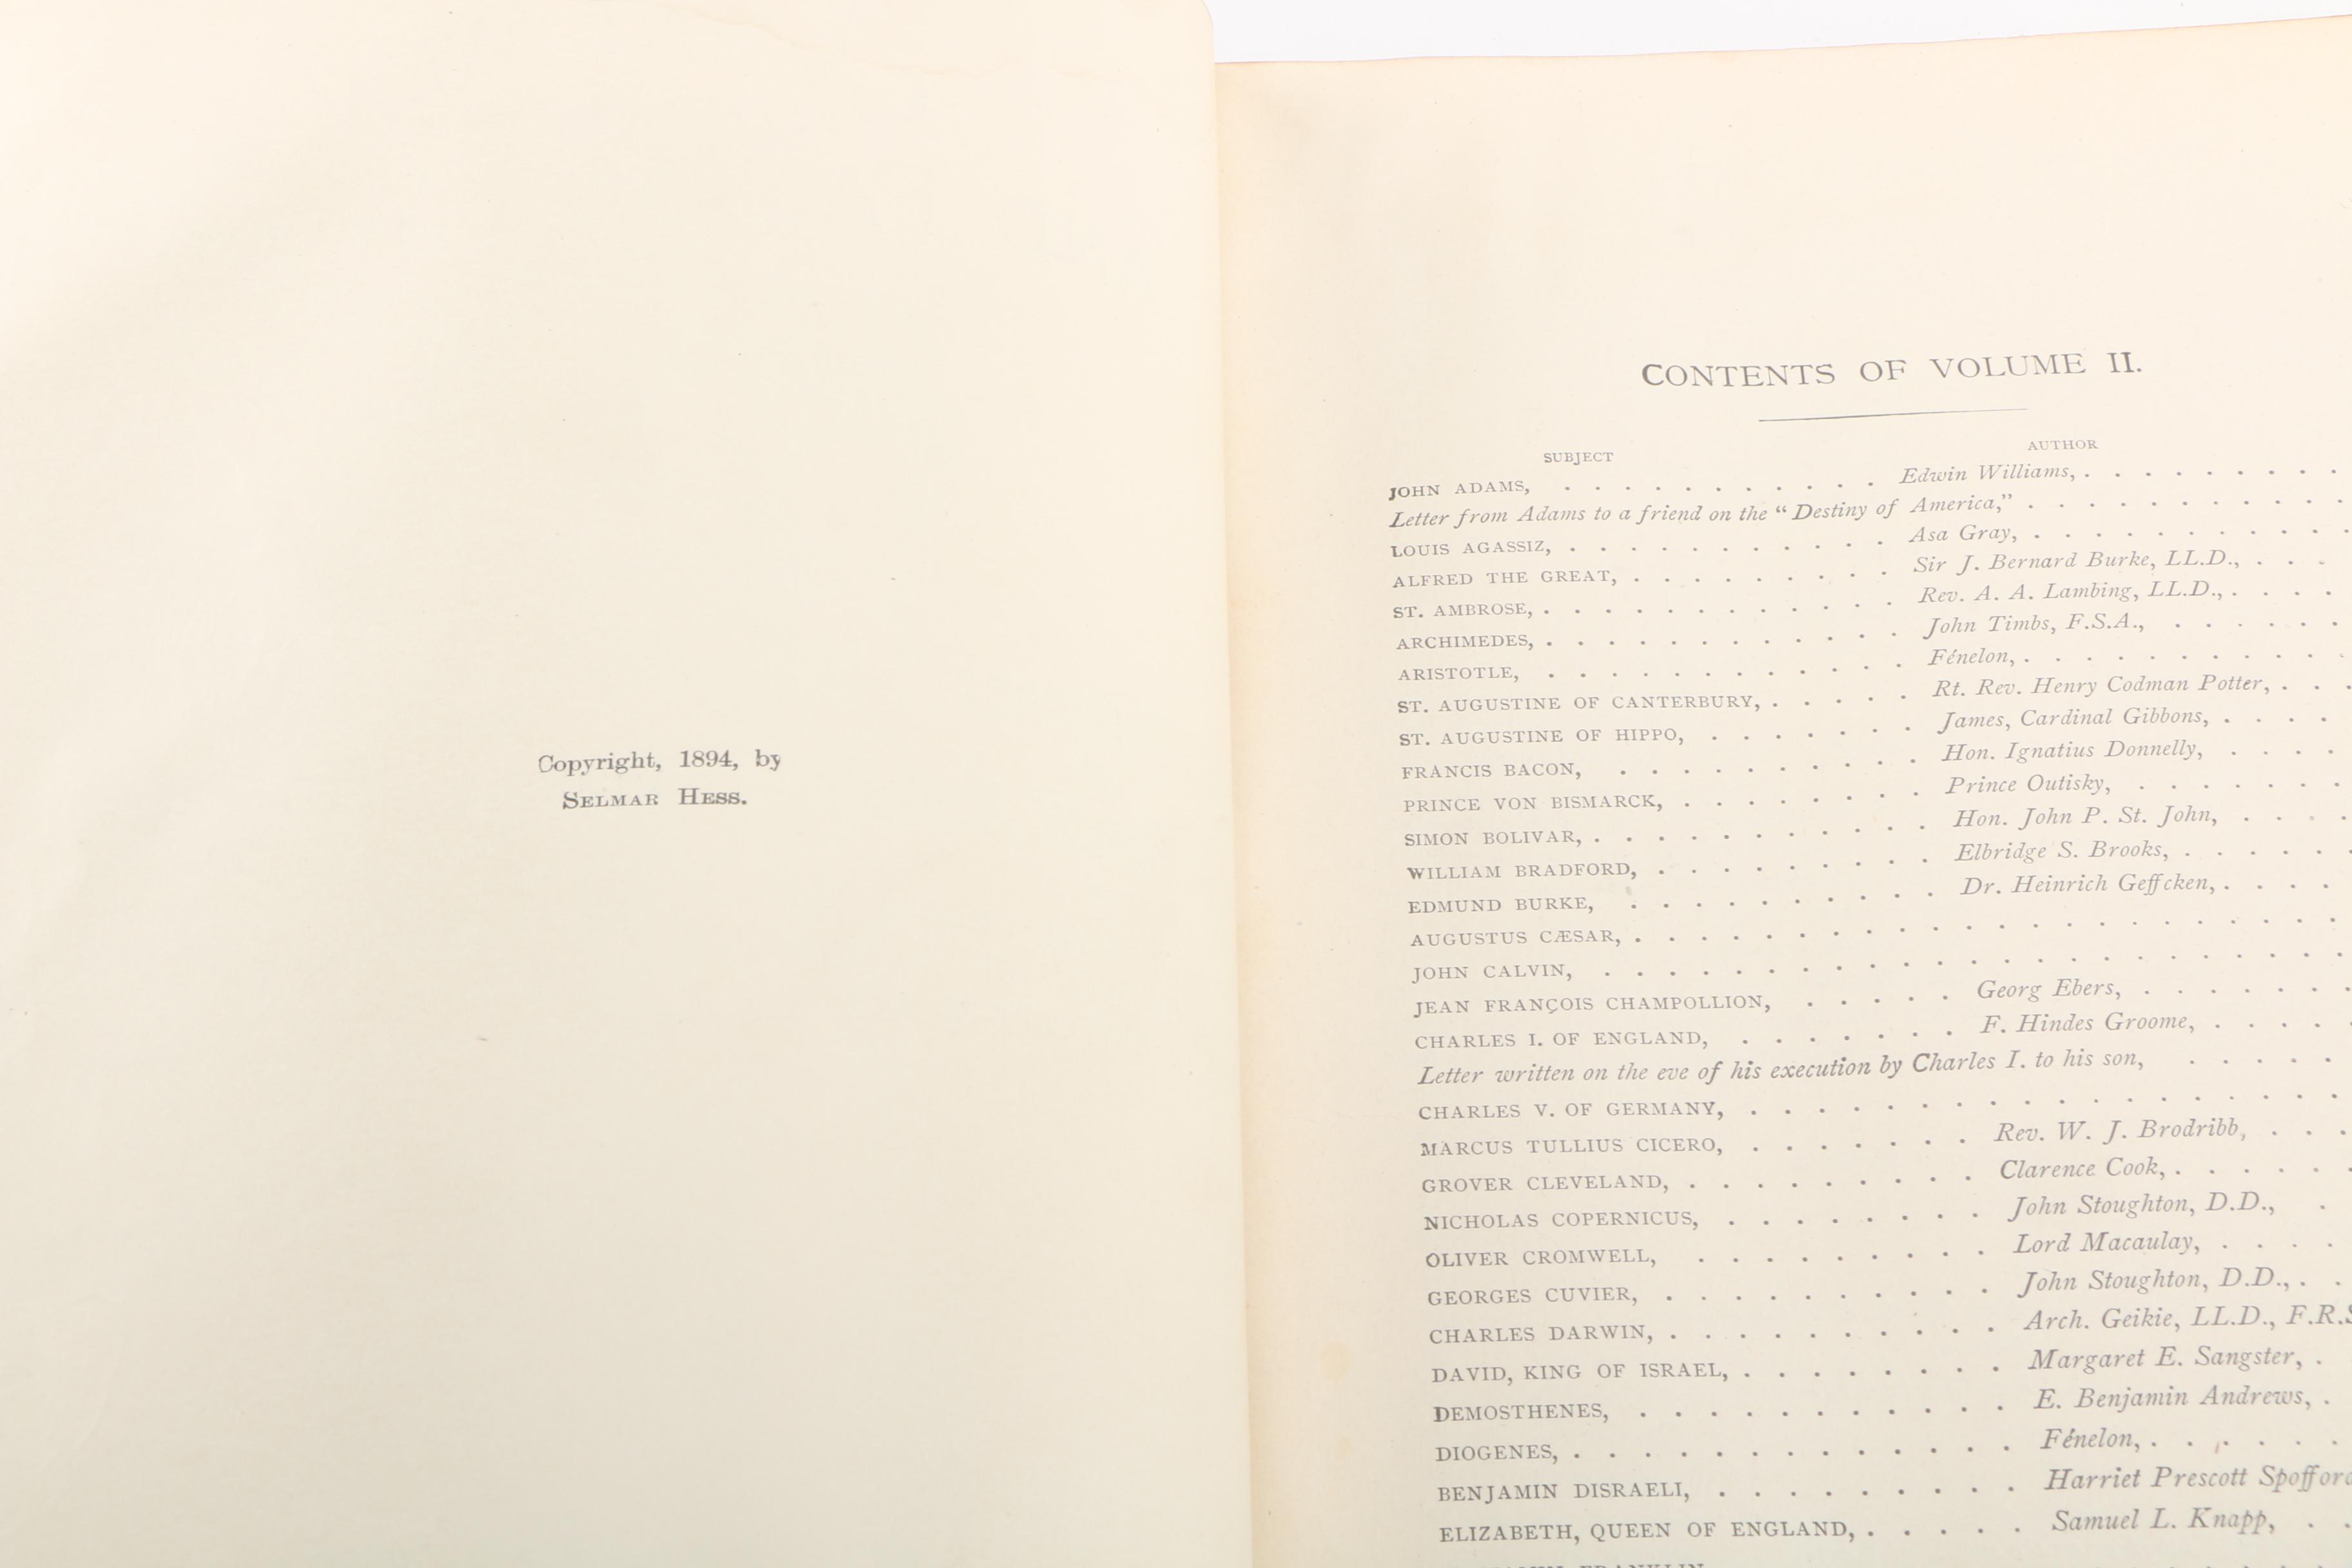 Copyright, 1894, by
SELMAR HESS.
CONTENTS OF VOLUME II.
SUBJECT AUTHOR
JOHN ADAMS, . . . . . . . . . . . Edwin Williams, . . . . . . . . .
Letter from Adams to a friend on the “Destiny of America,” . . . . . . . . . . .
LOUIS AGASSIZ, . . . . . . . . . . . Asa Gray, . . . . . . . . . . .
ALFRED THE GREAT, . . . . . . . . . Sir J. Bernard Burke, LL.D., . . .
ST. AMBROSE, . . . . . . . . . . . . Rev. A. A. Lambing, LL.D., . . . .
ARCHIMEDES, . . . . . . . . . . . . John Timbs, F.S.A., . . . . . .
ARISTOTLE, . . . . . . . . . . . . Fénelon, . . . . . . . . . . .
ST. AUGUSTINE OF CANTERBURY, . . . . . Rt. Rev. Henry Codman Potter, . . .
ST. AUGUSTINE OF HIPPO, . . . . . . . James, Cardinal Gibbons, . . . .
FRANCIS BACON, . . . . . . . . . . Hon. Ignatius Donnelly, . . . .
PRINCE VON BISMARCK, . . . . . . . . Prince Outisky, . . . . . . .
SIMON BOLIVAR, . . . . . . . . . . . Hon. John P. St. John, . . . .
WILLIAM BRADFORD, . . . . . . . . . Elbridge S. Brooks, . . . . . .
EDMUND BURKE, . . . . . . . . . . Dr. Heinrich Geffcken, . . . .
AUGUSTUS CÆSAR, . . . . . . . . . . . . . . . . . . . . . .
JOHN CALVIN, . . . . . . . . . . . . . . . . . . . . . . .
JEAN FRANÇOIS CHAMPOLLION, . . . . . Georg Ebers, . . . . . . .
CHARLES I. OF ENGLAND, . . . . . . . F. Hindes Groome, . . . .
Letter written on the eve of his execution by Charles I. to his son, . . . . .
CHARLES V. OF GERMANY, . . . . . . . . . . . . . . . . . .
MARCUS TULLIUS CICERO, . . . . . . . Rev. W. J. Brodribb, . . .
GROVER CLEVELAND, . . . . . . . . . Clarence Cook, . . . . .
NICHOLAS COPERNICUS, . . . . . . . . John Stoughton, D.D., .
OLIVER CROMWELL, . . . . . . . . . Lord Macaulay, . . . .
GEORGES CUVIER, . . . . . . . . . . John Stoughton, D.D., . .
CHARLES DARWIN, . . . . . . . . . . Arch. Geikie, LL.D., F.R.S
DAVID, KING OF ISRAEL, . . . . . . . . Margaret E. Sangster, .
DEMOSTHENES, . . . . . . . . . . . E. Benjamin Andrews, .
DIOGENES, . . . . . . . . . . . . . Fénelon, . . . . . .
BENJAMIN DISRAELI, . . . . . . . . . Harriet Prescott Spofford
ELIZABETH, QUEEN OF ENGLAND, . . . . . Samuel L. Knapp, . .